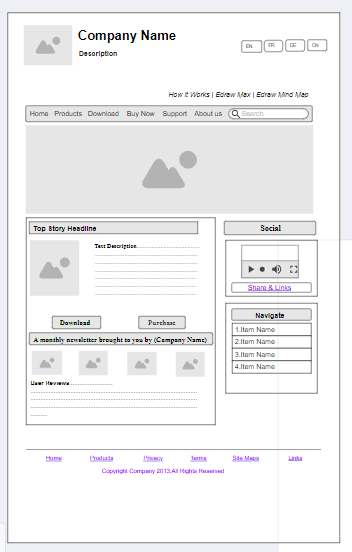 Company Name
Description
EN FR DE CN
How It Works | Edraw Max | Edraw Mind Map
Home Products Download Buy Now Support About us Search
Top Story Headline
Social
Text Description
Share & Links
Download Purchase
Navigate
A monthly newsletter brought to you by (Company Name)
1.Item Name
2.Item Name
3.Item Name
4.Item Name
User Reviews
Home Products Privacy Terms Site Maps Links
Copyright Company 2013,All Rights Reserved